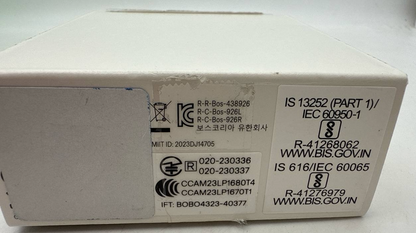 R-R-Bos-438926
R-C-Bos-926L
R-C-Bos-926R
보스코리아 유한회사
CMIIT ID: 2023DJ14705
R 020-230336
020-230337
CCAM23LP1680T4
CCAM23LP1670T1
IFT: BOBO4323-40377
IS 13252 (PART 1)/
IEC 60950-1
R-41268062
WWW.BIS.GOV.IN
IS 616/IEC 60065
R-41276979
WWW.BIS.GOV.IN